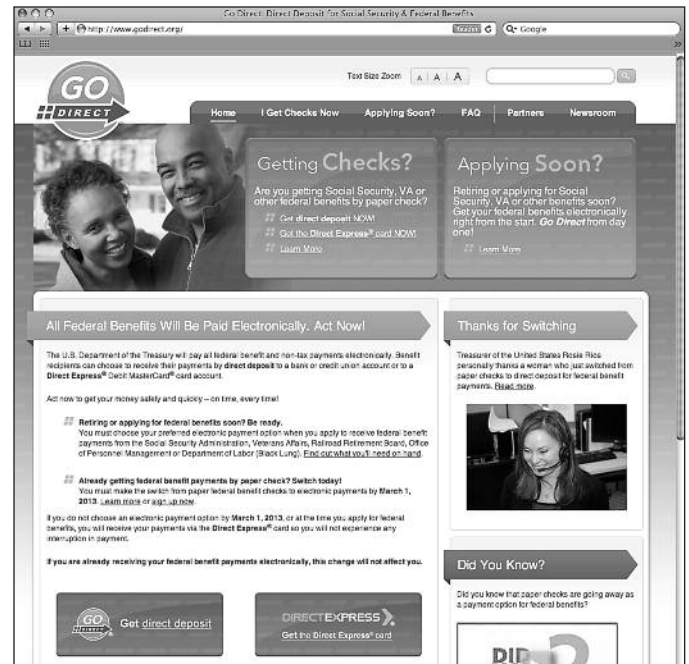 Go Direct: Direct Deposit for Social Security & Federal Benefits
http://www.godirect.org/
Reader
Google
Text Size Zoom A A A
GO
DIRECT
Home I Get Checks Now Applying Soon? FAQ Partners Newsroom
Getting Checks?
Are you getting Social Security, VA or
other federal benefits by paper check?
Get direct deposit NOW!
Get the Direct Express® card NOW!
Learn More
Applying Soon?
Retiring or applying for Social
Security, VA or other benefits soon?
Get your federal benefits electronically
right from the start. Go Direct from day
one!
Learn More
All Federal Benefits Will Be Paid Electronically. Act Now!
The U.S. Department of the Treasury will pay all federal benefit and non-tax payments electronically. Benefit
recipients can choose to receive their payments by direct deposit to a bank or credit union account or to a
Direct Express® Debit MasterCard® card account.
Act now to get your money safely and quickly – on time, every time!
Retiring or applying for federal benefits soon? Be ready.
You must choose your preferred electronic payment option when you apply to receive federal benefit
payments from the Social Security Administration, Veterans Affairs, Railroad Retirement Board, Office
of Personnel Management or Department of Labor (Black Lung). Find out what you'll need on hand.
Already getting federal benefit payments by paper check? Switch today!
You must make the switch from paper federal benefit checks to electronic payments by March 1,
2013. Learn more or sign up now.
If you do not choose an electronic payment option by March 1, 2013, or at the time you apply for federal
benefits, you will receive your payments via the Direct Express® card so you will not experience any
interruption in payment.
If you are already receiving your federal benefit payments electronically, this change will not affect you.
GO
DIRECT
Get direct deposit
DIRECTEXPRESS
Get the Direct Express® card
Thanks for Switching
Treasurer of the United States Rosie Rios
personally thanks a woman who just switched from
paper checks to direct deposit for federal benefit
payments. Read more.
Did You Know?
Did you know that paper checks are going away as
a payment option for federal benefits?
DID